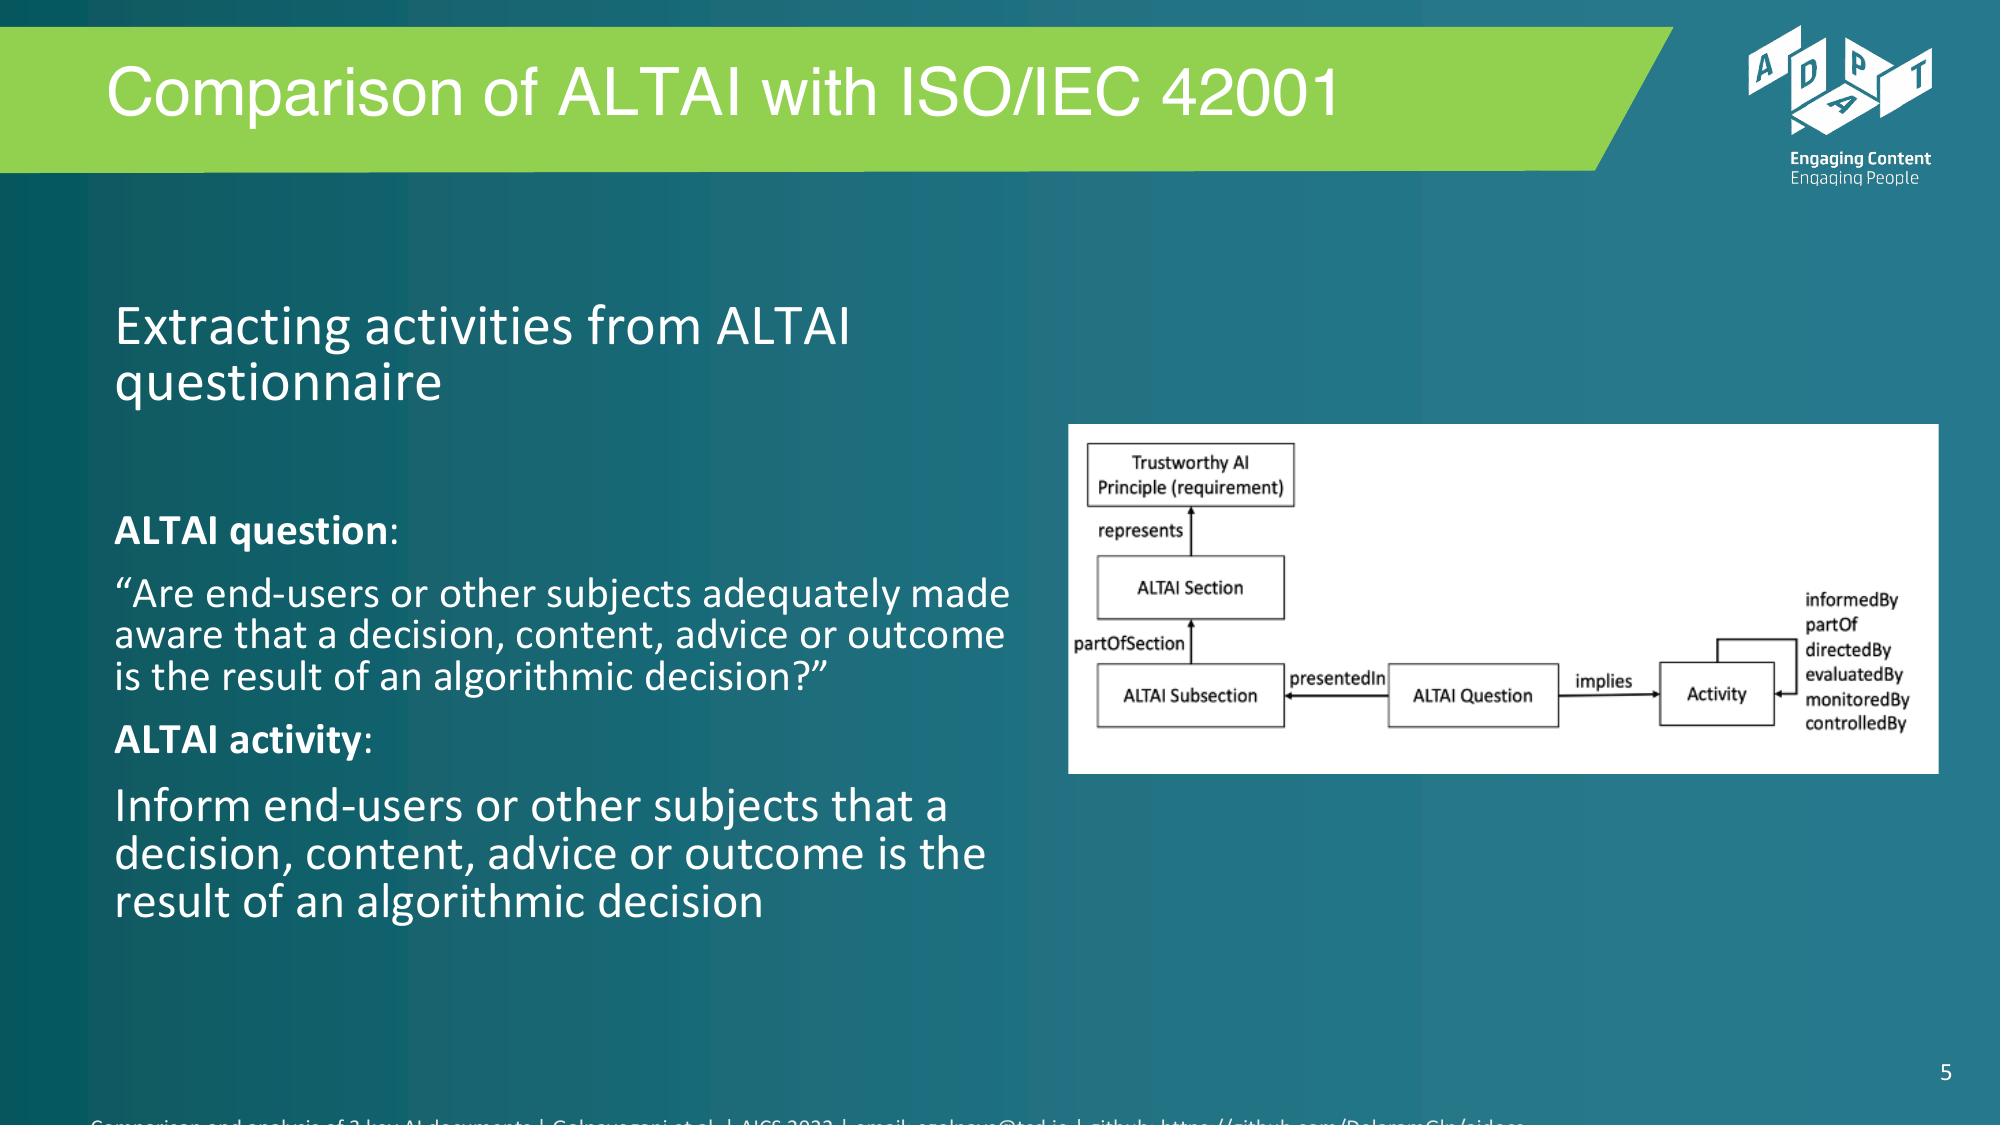 Comparison of ALTAI with ISO/IEC 42001
A D A P T
Engaging Content
Engaging People
Extracting activities from ALTAI
questionnaire
ALTAI question:
“Are end-users or other subjects adequately made
aware that a decision, content, advice or outcome
is the result of an algorithmic decision?”
ALTAI activity:
Inform end-users or other subjects that a
decision, content, advice or outcome is the
result of an algorithmic decision
Trustworthy AI
Principle (requirement)
represents
ALTAI Section
partOfSection
ALTAI Subsection
presentedIn
ALTAI Question
implies
Activity
informedBy
partOf
directedBy
evaluatedBy
monitoredBy
controlledBy
5